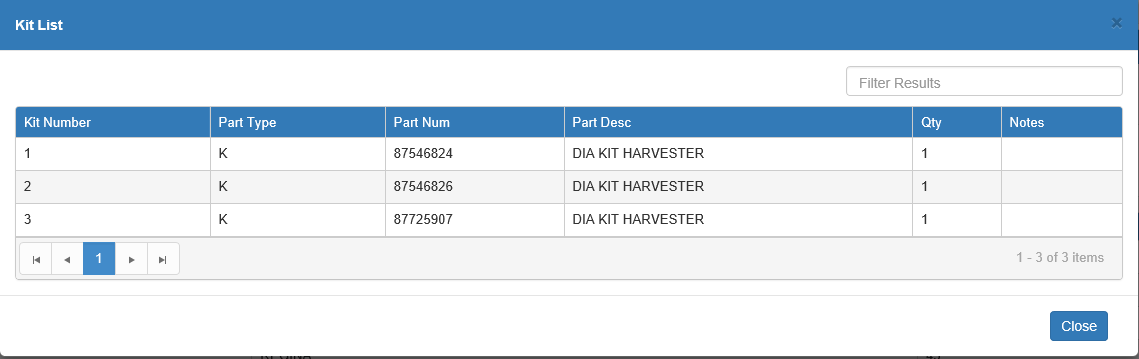 Kit List ×
Filter Results
Kit Number Part Type Part Num Part Desc Qty Notes
1 K 87546824 DIA KIT HARVESTER 1
2 K 87546826 DIA KIT HARVESTER 1
3 K 87725907 DIA KIT HARVESTER 1
1 1 - 3 of 3 items
Close